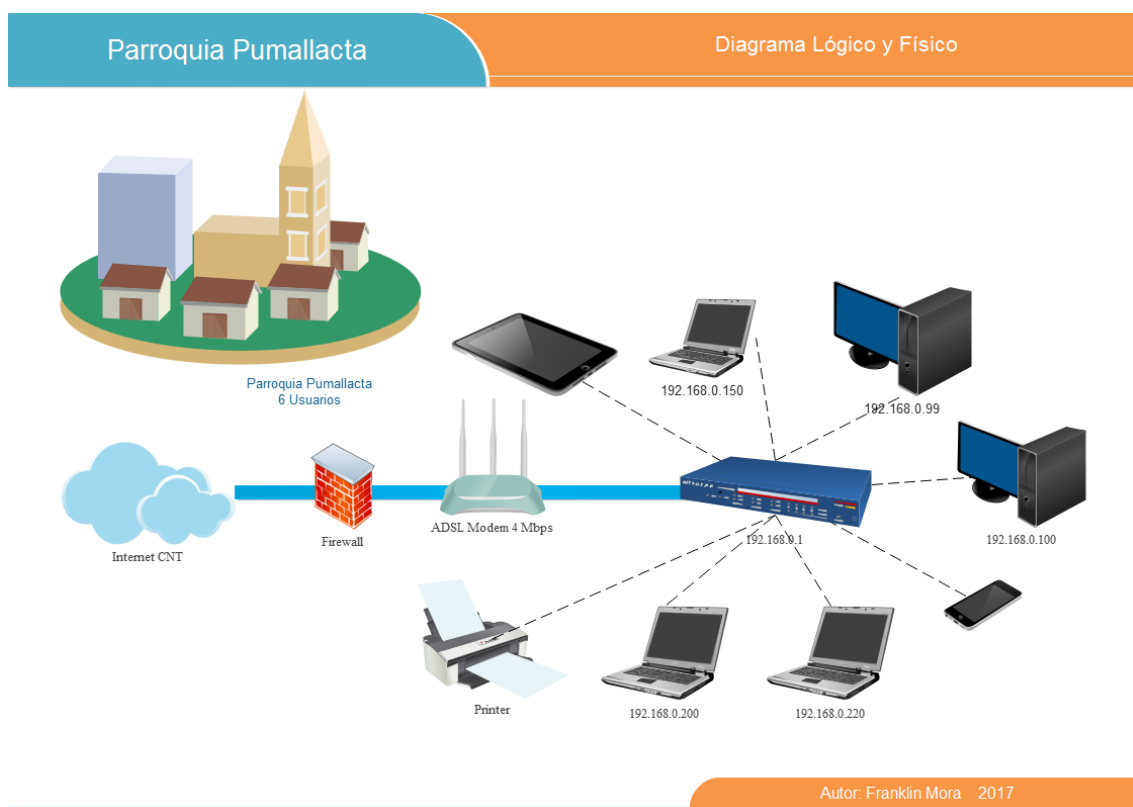 Parroquia Pumallacta
Diagrama Lógico y Físico
Parroquia Pumallacta
6 Usuarios
192.168.0.150
192.168.0.99
Internet CNT
Firewall
ADSL Modem 4 Mbps
NETGEAR
192.168.0.1
192.168.0.100
Printer
192.168.0.200
192.168.0.220
Autor: Franklin Mora 2017